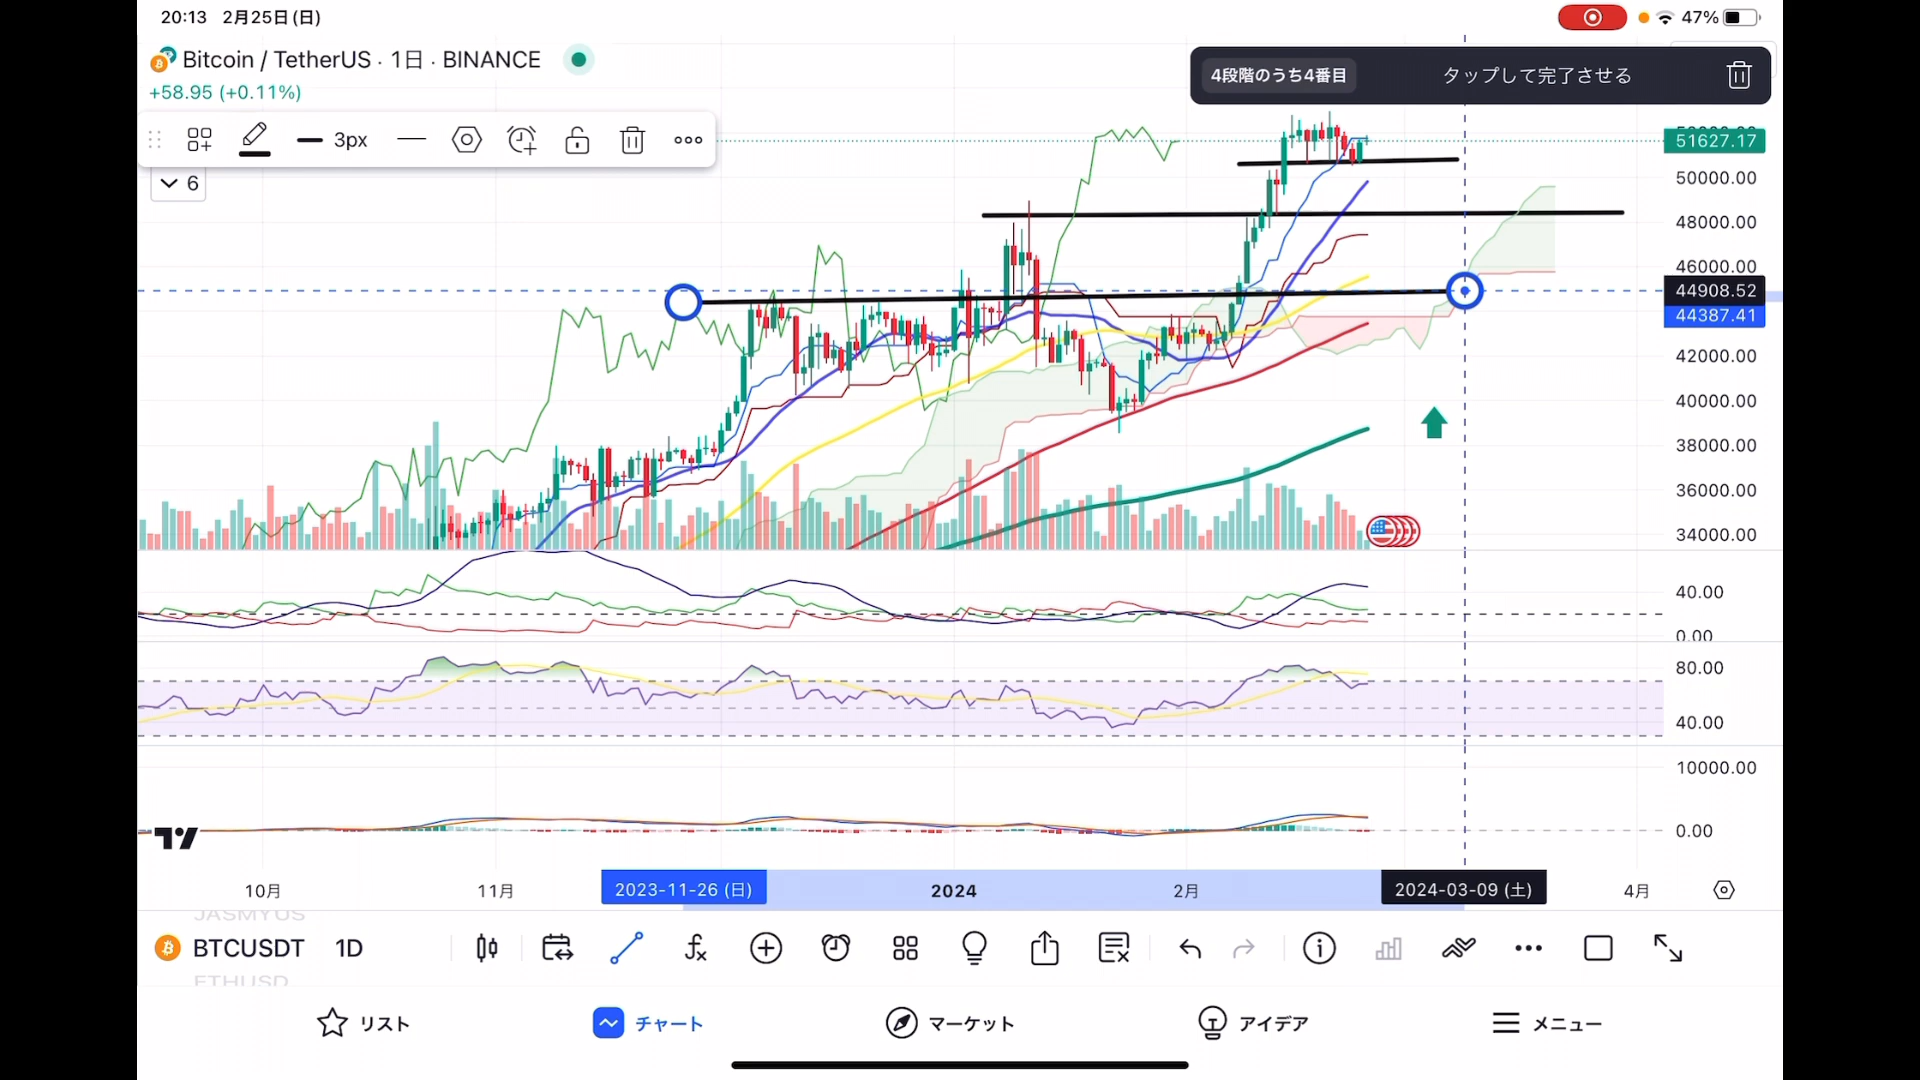 20:13 2月25日(日)
47%
Bitcoin / TetherUS · 1日 · BINANCE
+58.95 (+0.11%)
4段階のうち4番目
タップして完了させる
3px
6
51627.17
50000.00
48000.00
46000.00
44908.52
44387.41
42000.00
40000.00
38000.00
36000.00
34000.00
40.00
0.00
80.00
40.00
10000.00
0.00
10月
11月
2023-11-26 (日)
2024
2月
2024-03-09 (土)
4月
JASMYUS
BTCUSDT 1D
ETHUSD
リスト
チャート
マーケット
アイデア
メニュー